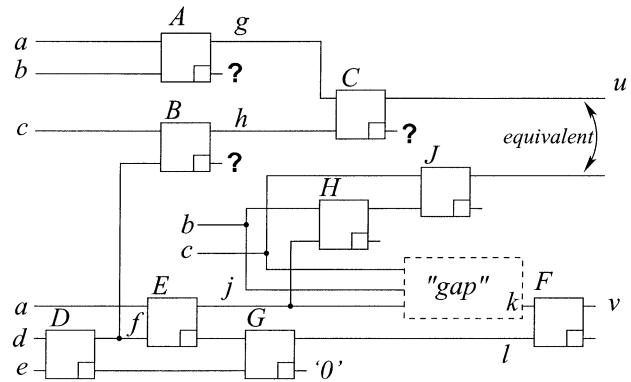 A g
a
b ?
C u
B h
c ?
? equivalent
J
H
b
c
E j "gap" F
a k v
D f G
d
e '0' l